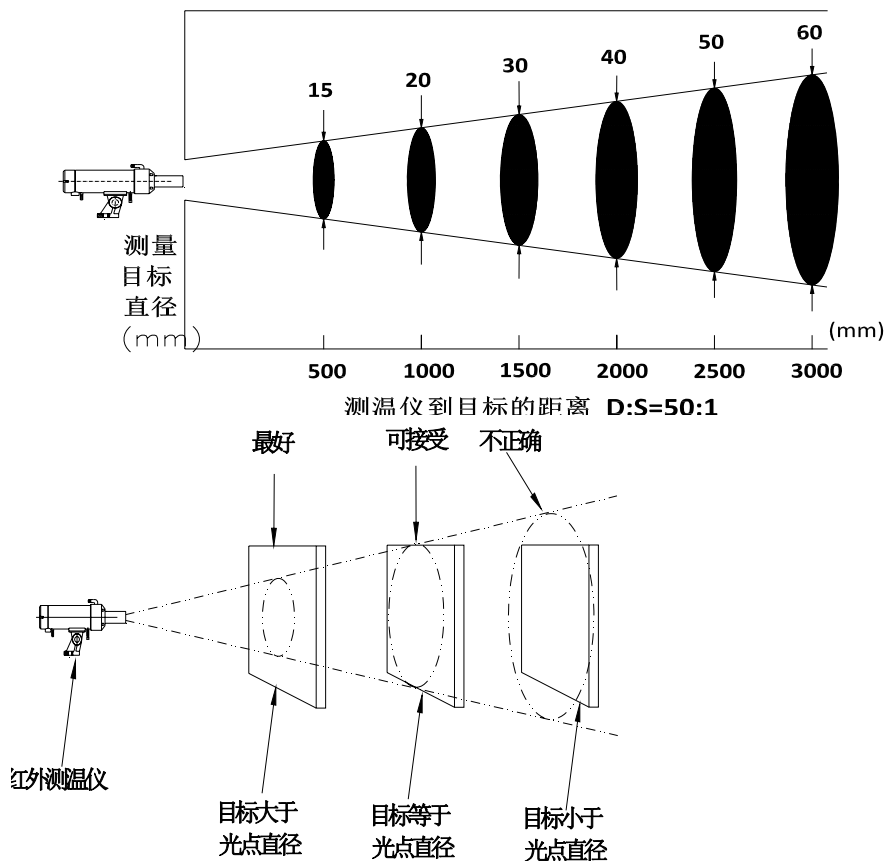 15 20 30 40 50 60
测量
目标
直径
(mm)
(mm)
500 1000 1500 2000 2500 3000
测温仪到目标的距离 D:S=50:1
最好 可接受 不正确
红外测温仪
目标大于
光点直径
目标等于
光点直径
目标小于
光点直径